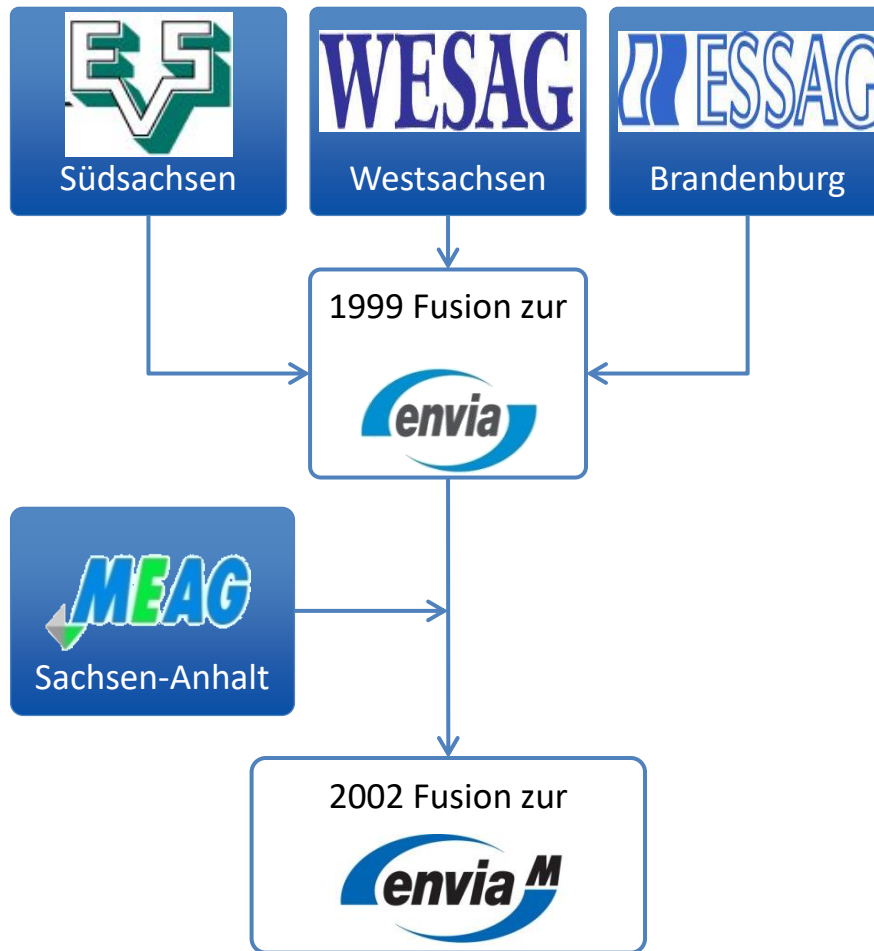 EVS
WESAG
ESSAG
Südsachsen
Westsachsen
Brandenburg
1999 Fusion zur
envia
MEAG
Sachsen-Anhalt
2002 Fusion zur
envia M